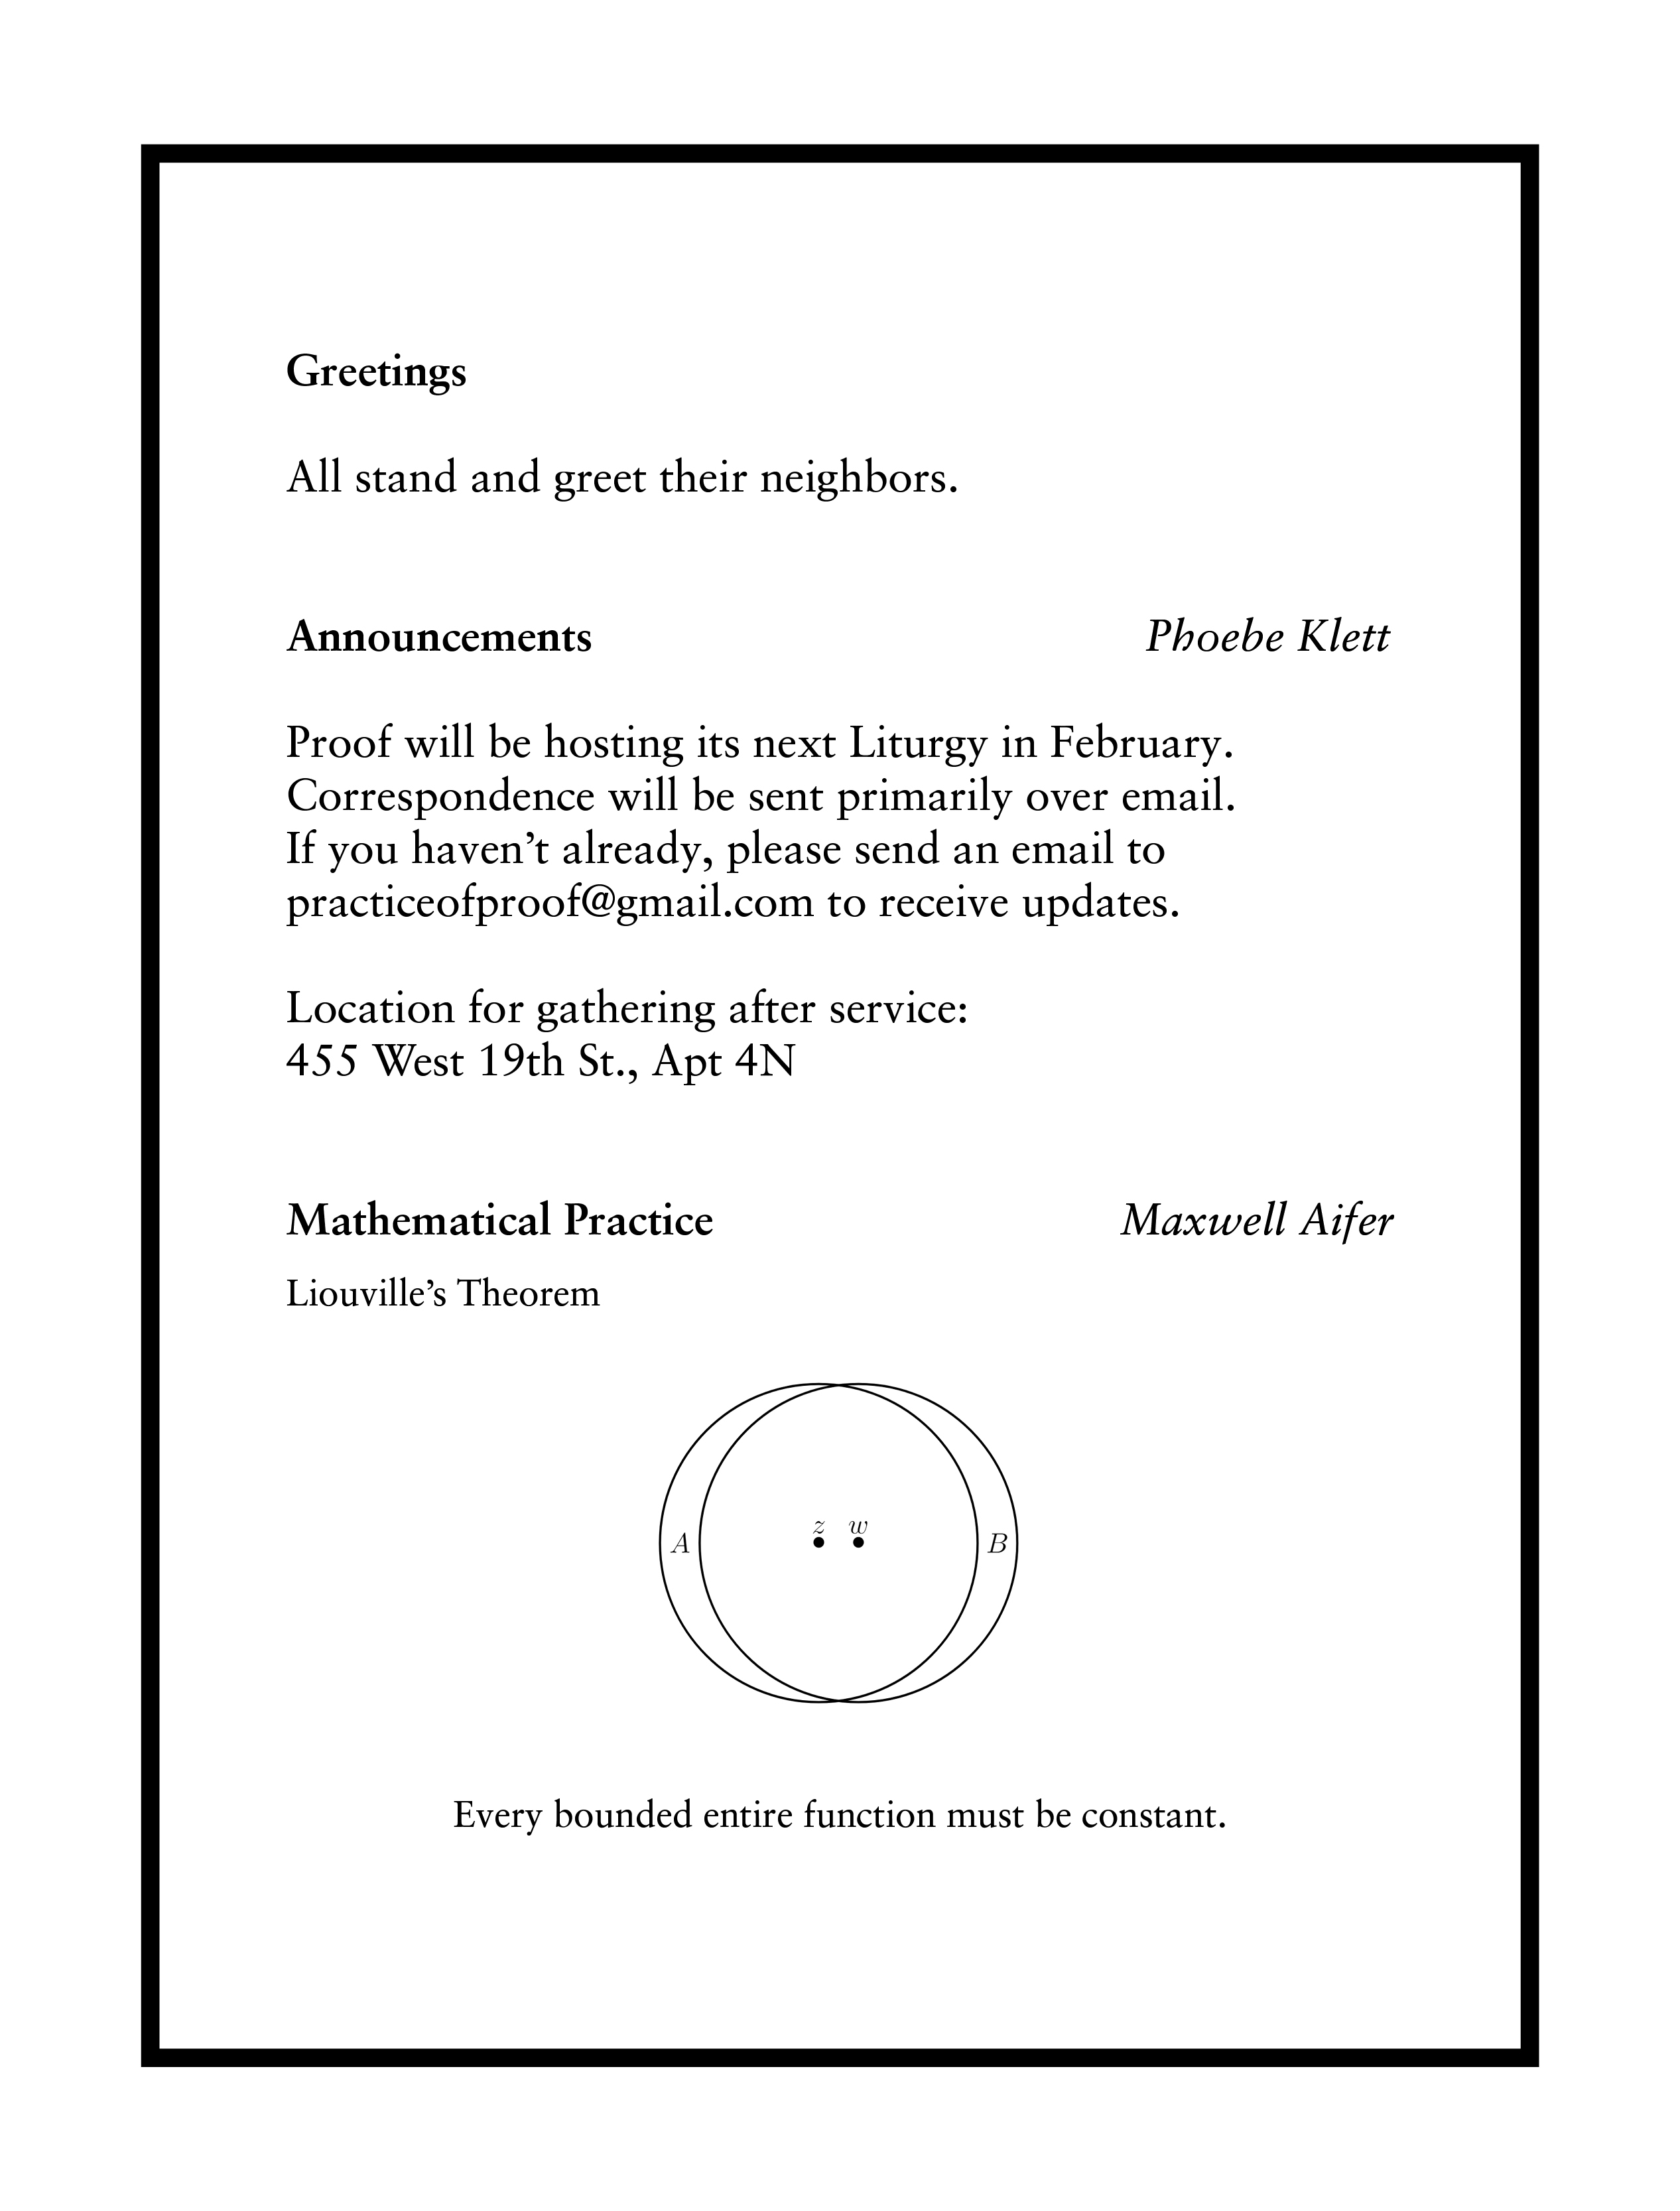 Greetings
All stand and greet their neighbors.
Announcements Phoebe Klett
Proof will be hosting its next Liturgy in February.
Correspondence will be sent primarily over email.
If you haven’t already, please send an email to
practiceofproof@gmail.com to receive updates.
Location for gathering after service:
455 West 19th St., Apt 4N
Mathematical Practice Maxwell Aifer
Liouville’s Theorem
z w
A B
Every bounded entire function must be constant.